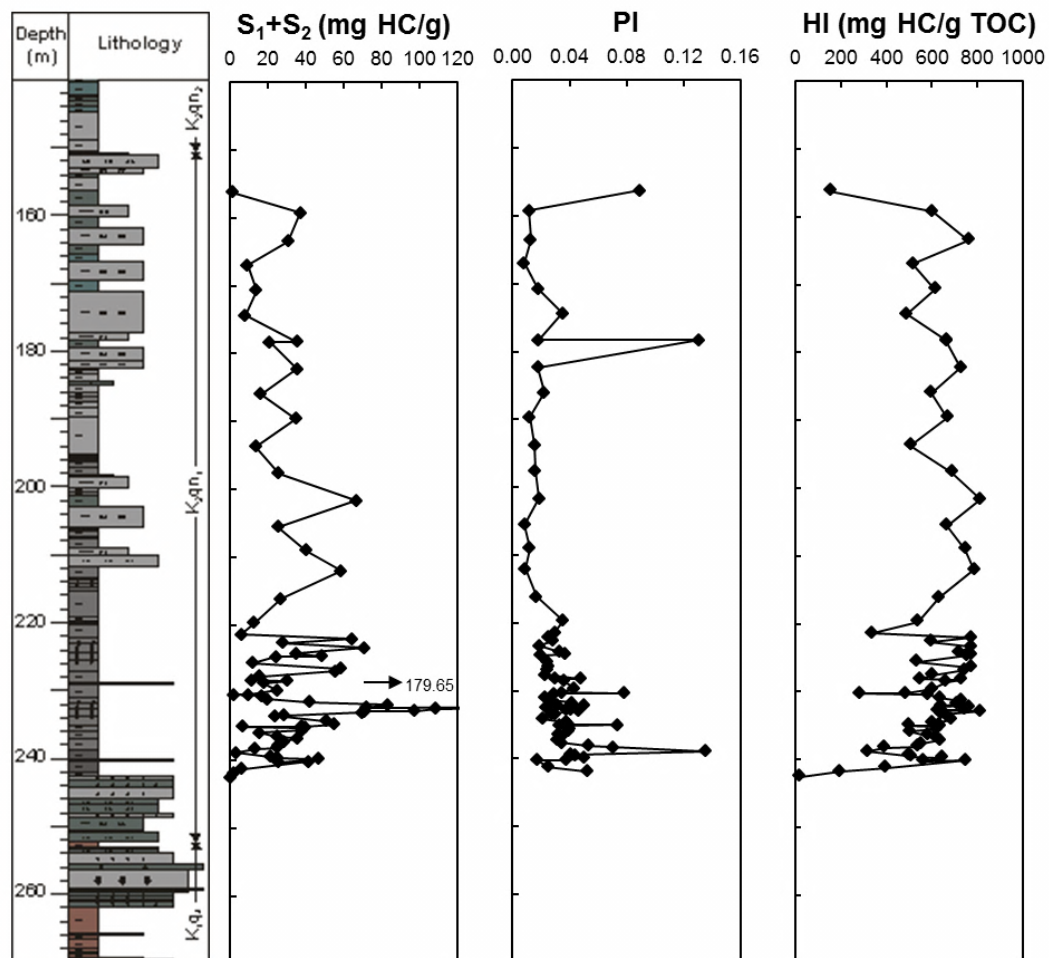 Depth (m)
Lithology
S₁+S₂ (mg HC/g)
PI
HI (mg HC/g TOC)
0 20 40 60 80 100 120
0.00 0.04 0.08 0.12 0.16
0 200 400 600 800 1000
K₂qn₂
160
180
K₂qn₁
200
220
179.65
240
260